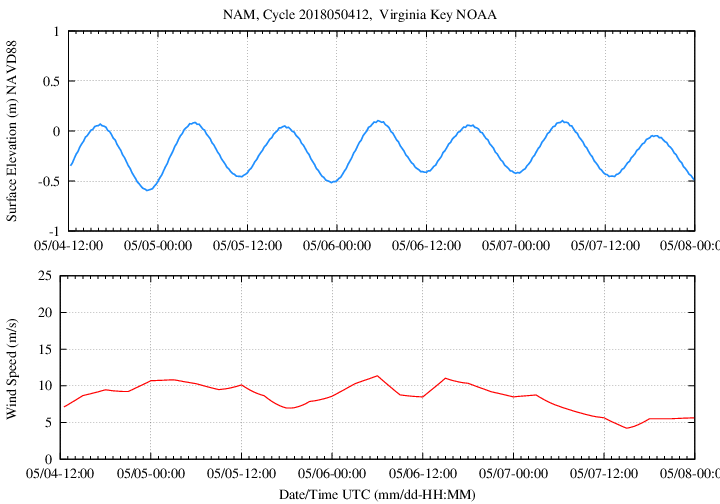 NAM, Cycle 2018050412,  Virginia Key NOAA
Surface Elevation (m) NAVD88
1
0.5
0
-0.5
-1
05/04-12:00 05/05-00:00 05/05-12:00 05/06-00:00 05/06-12:00 05/07-00:00 05/07-12:00 05/08-00:0
Wind Speed (m/s)
25
20
15
10
5
0
05/04-12:00 05/05-00:00 05/05-12:00 05/06-00:00 05/06-12:00 05/07-00:00 05/07-12:00 05/08-00:0
Date/Time UTC (mm/dd-HH:MM)